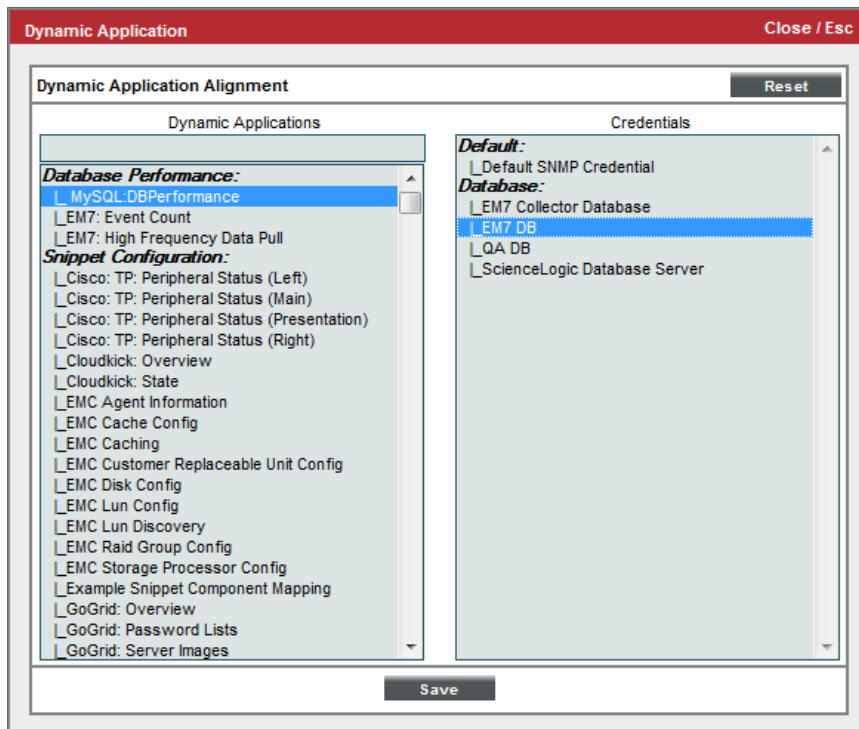 Dynamic Application
Close / Esc
Dynamic Application Alignment
Reset
Dynamic Applications
Database Performance:
|_ MySQL:DBPerformance
|_EM7: Event Count
|_EM7: High Frequency Data Pull
Snippet Configuration:
|_Cisco: TP: Peripheral Status (Left)
|_Cisco: TP: Peripheral Status (Main)
|_Cisco: TP: Peripheral Status (Presentation)
|_Cisco: TP: Peripheral Status (Right)
|_Cloudkick: Overview
|_Cloudkick: State
|_EMC Agent Information
|_EMC Cache Config
|_EMC Caching
|_EMC Customer Replaceable Unit Config
|_EMC Disk Config
|_EMC Lun Config
|_EMC Lun Discovery
|_EMC Raid Group Config
|_EMC Storage Processor Config
|_Example Snippet Component Mapping
|_GoGrid: Overview
|_GoGrid: Password Lists
|_GoGrid: Server Images
Credentials
Default:
|_Default SNMP Credential
Database:
|_EM7 Collector Database
|_EM7 DB
|_QA DB
|_ScienceLogic Database Server
Save